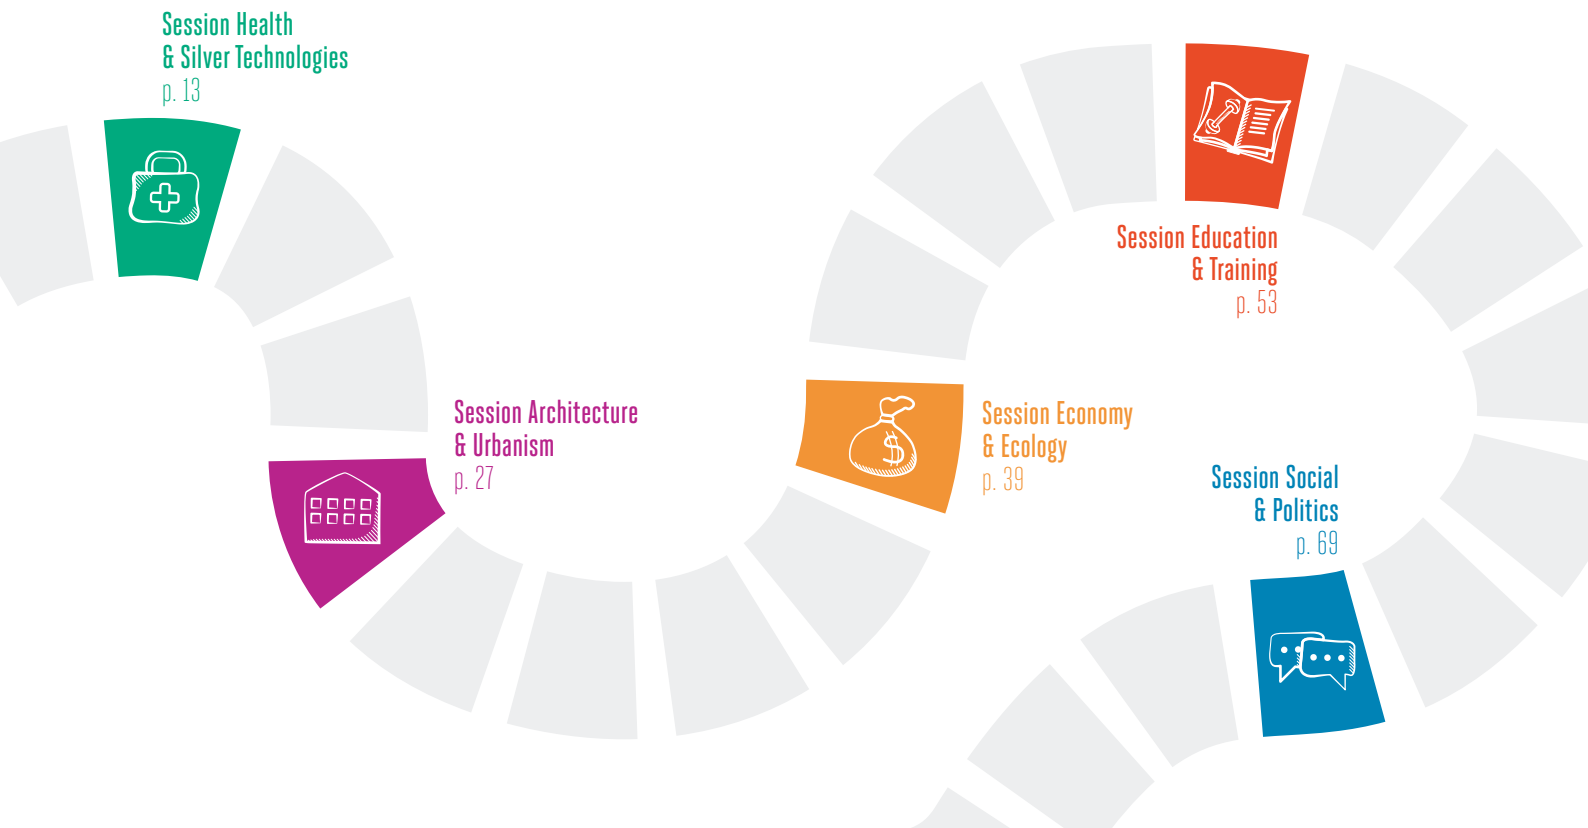 Session Health
& Silver Technologies
p. 13
Session Architecture
& Urbanism
p. 27
Session Economy
& Ecology
p. 39
Session Education
& Training
p. 53
Session Social
& Politics
p. 69
$